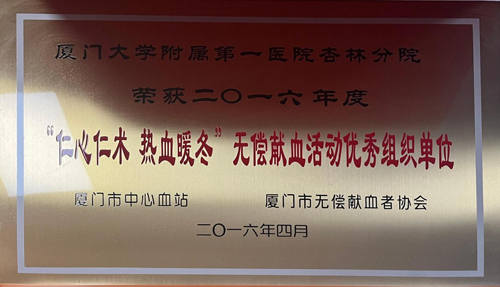 厦门大学附属第一医院杏林分院
荣获二〇一六年度
“仁心仁术 热血暖冬”无偿献血活动优秀组织单位
厦门市中心血站 厦门市无偿献血者协会
二〇一六年四月